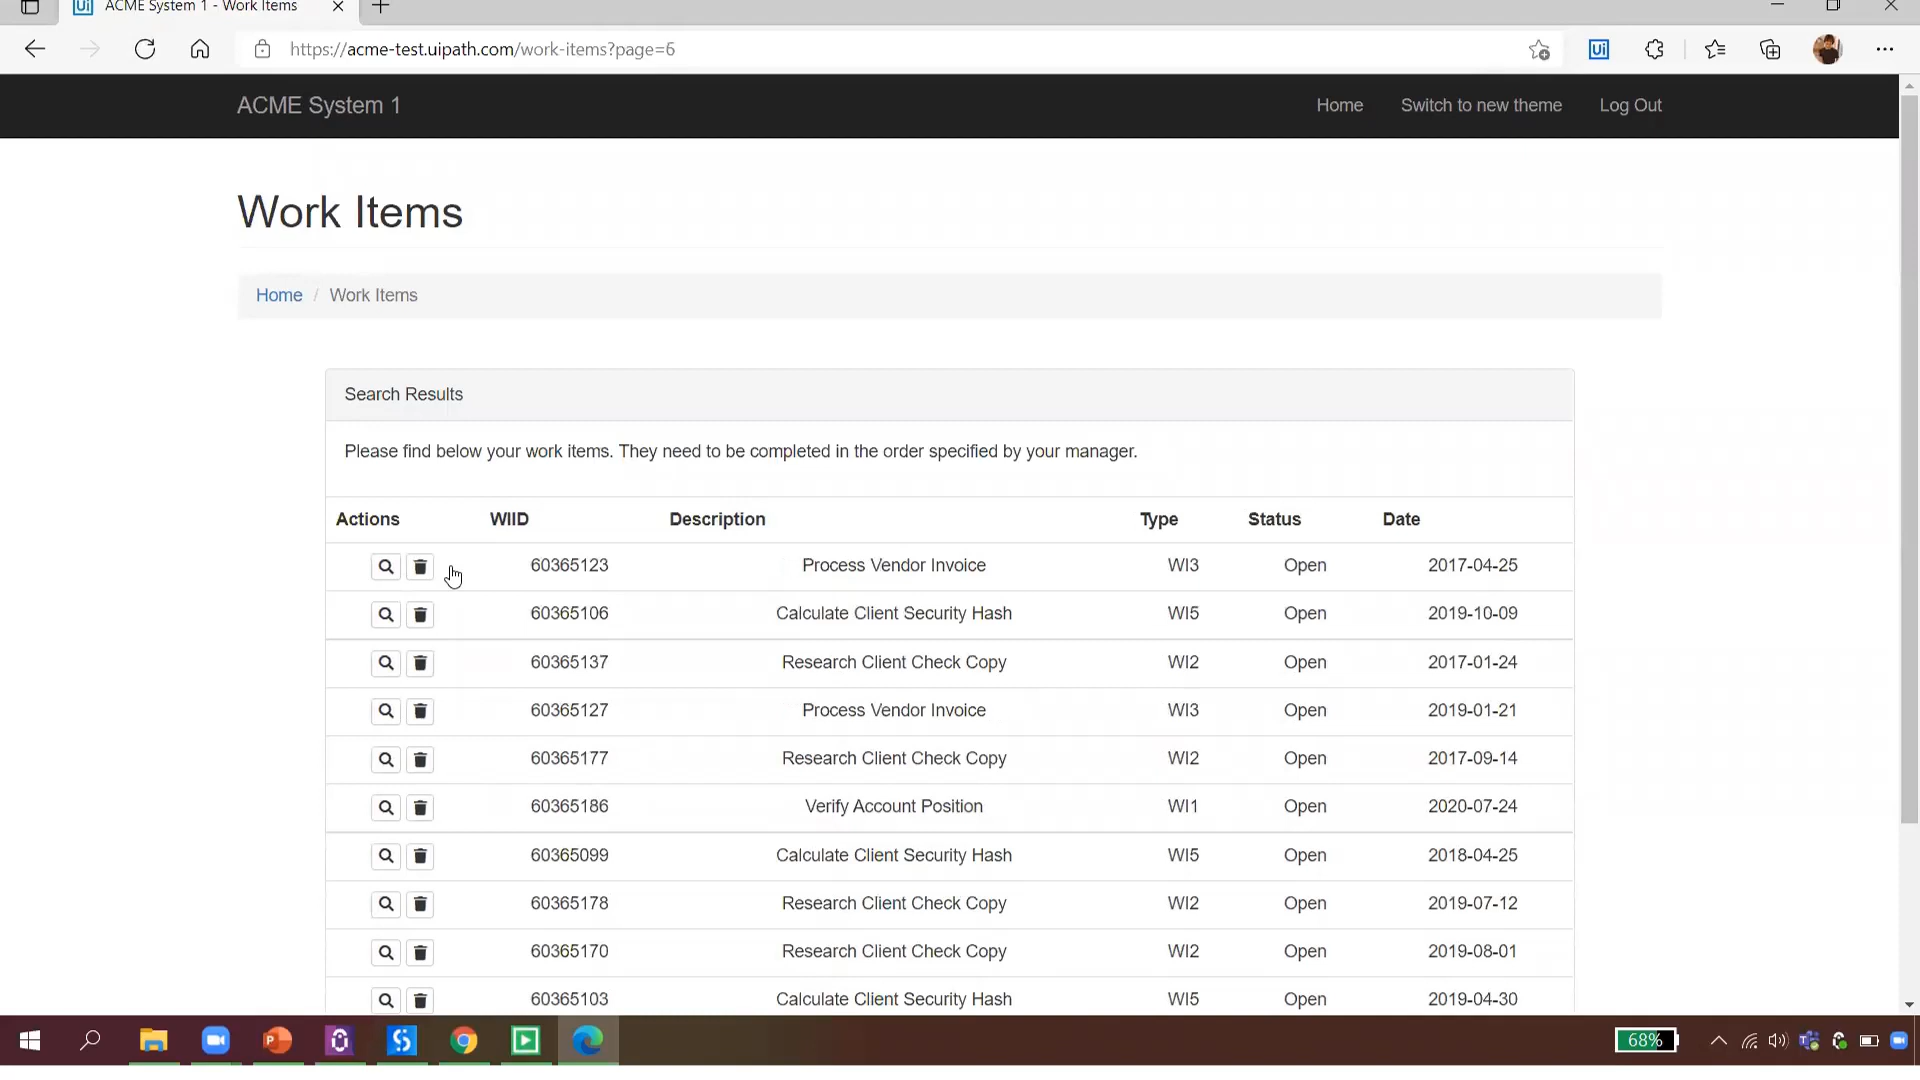 ACME System 1 - Work Items
https://acme-test.uipath.com/work-items?page=6
Ui
ACME System 1
Home Switch to new theme Log Out
Work Items
Home / Work Items
Search Results
Please find below your work items. They need to be completed in the order specified by your manager.
Actions WIID Description Type Status Date
60365123 Process Vendor Invoice WI3 Open 2017-04-25
60365106 Calculate Client Security Hash WI5 Open 2019-10-09
60365137 Research Client Check Copy WI2 Open 2017-01-24
60365127 Process Vendor Invoice WI3 Open 2019-01-21
60365177 Research Client Check Copy WI2 Open 2017-09-14
60365186 Verify Account Position WI1 Open 2020-07-24
60365099 Calculate Client Security Hash WI5 Open 2018-04-25
60365178 Research Client Check Copy WI2 Open 2019-07-12
60365170 Research Client Check Copy WI2 Open 2019-08-01
60365103 Calculate Client Security Hash WI5 Open 2019-04-30
68%